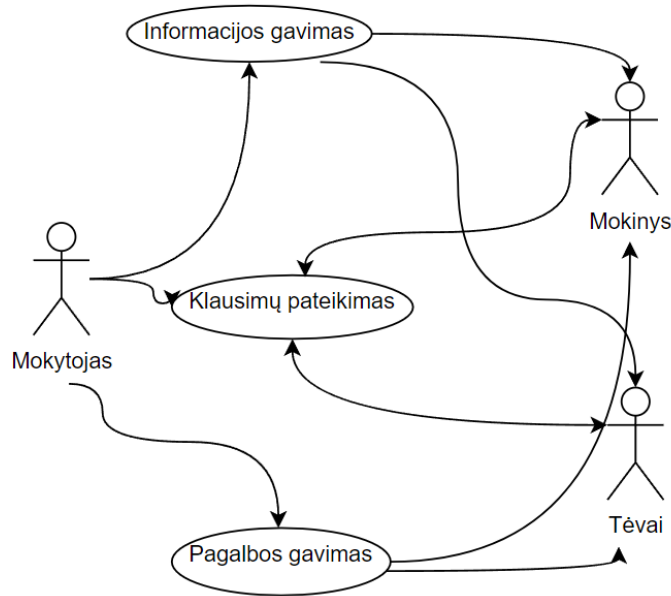 Informacijos gavimas
Mokinys
Klausimų pateikimas
Mokytojas
Tėvai
Pagalbos gavimas